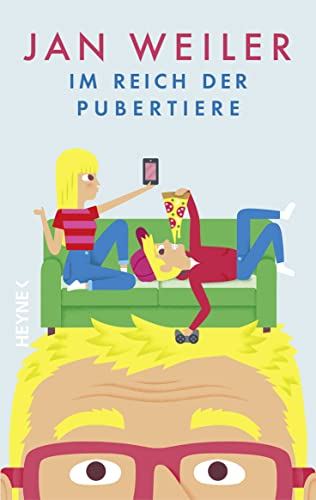 JAN WEILER
IM REICH DER
PUBERTIERE
HEYNE <